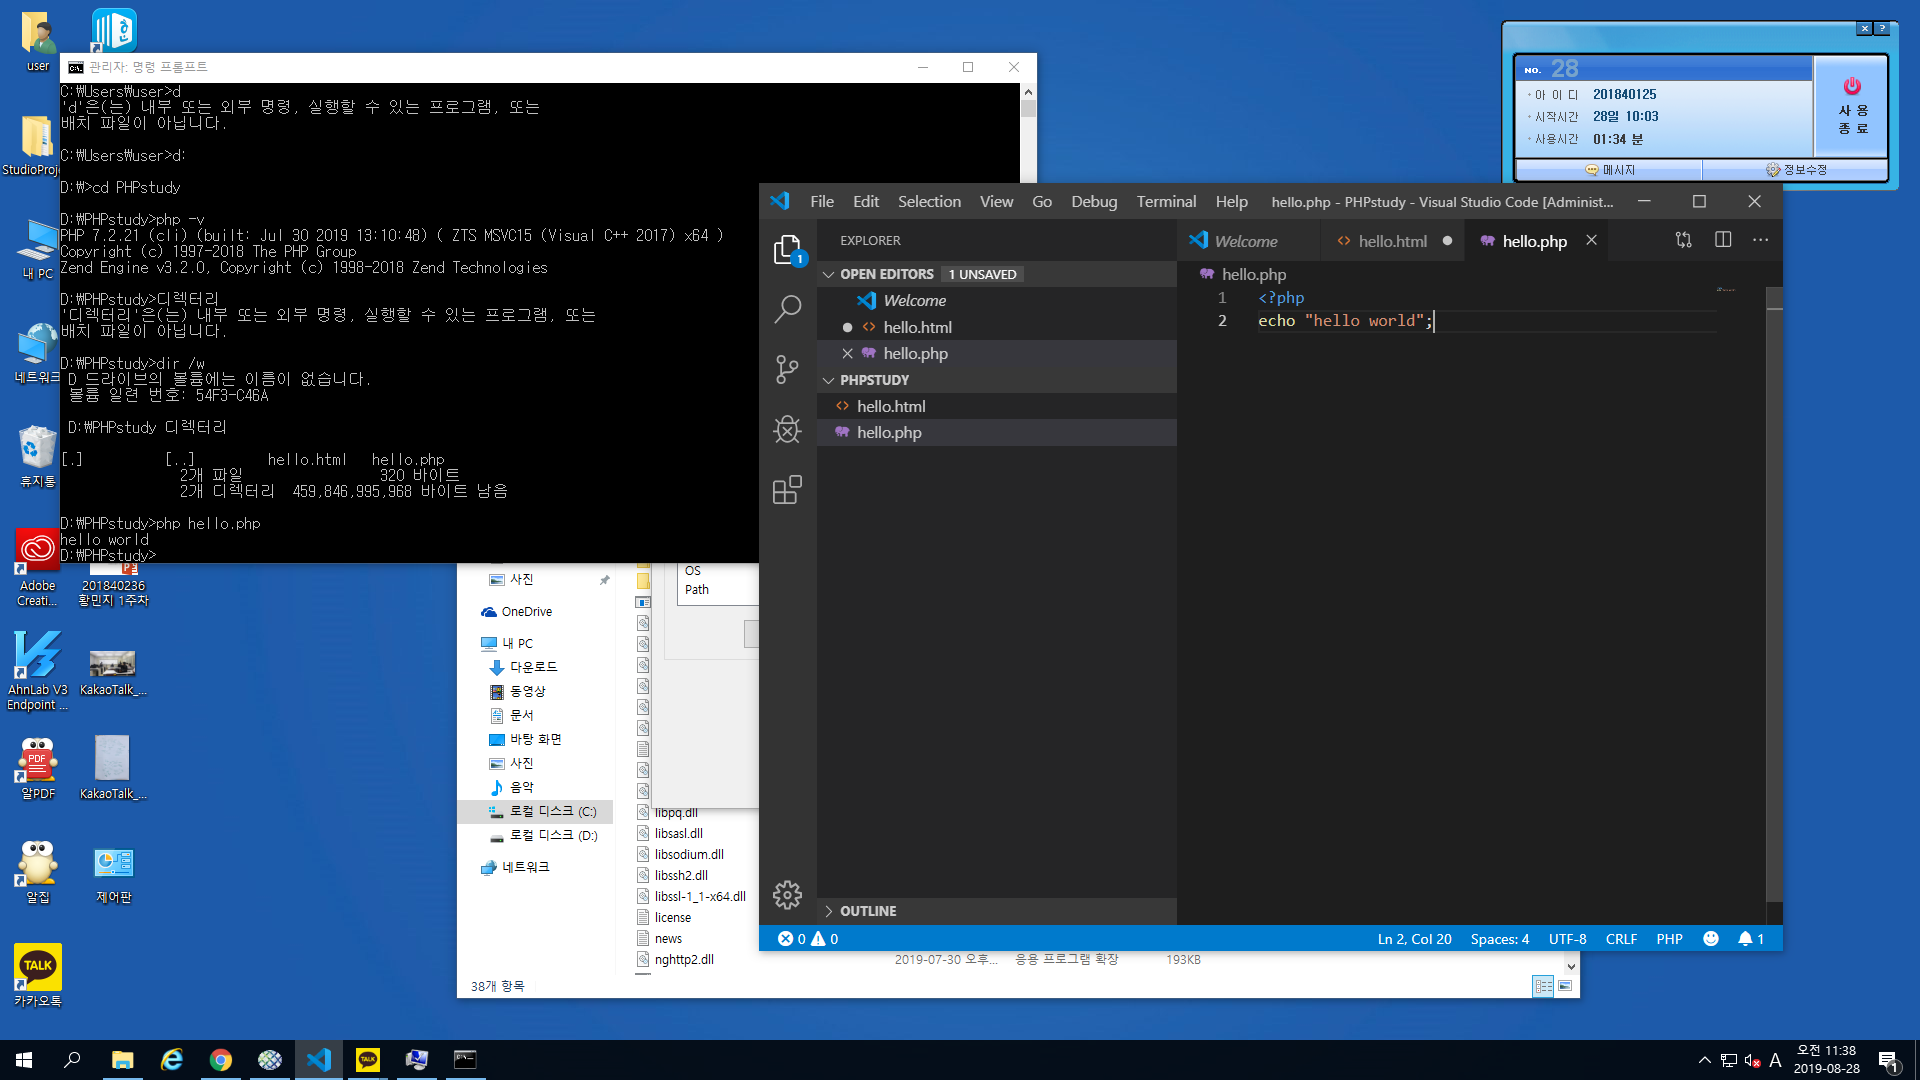 user
StudioProj
내 PC
네트워크
휴지통
Adobe
Creati...
201840236
황민지 1주차
AhnLab V3
Endpoint ...
KakaoTalk_...
알PDF
KakaoTalk_...
알집
제어판
TALK
카카오톡
관리자: 명령 프롬프트
C:₩Users₩user>d
'd'은(는) 내부 또는 외부 명령, 실행할 수 있는 프로그램, 또는
배치 파일이 아닙니다.
C:₩Users₩user>d:
D:₩>cd PHPstudy
D:₩PHPstudy>php -v
PHP 7.2.21 (cli) (built: Jul 30 2019 13:10:48) ( ZTS MSVC15 (Visual C++ 2017) x64 )
Copyright (c) 1997-2018 The PHP Group
Zend Engine v3.2.0, Copyright (c) 1998-2018 Zend Technologies
D:₩PHPstudy>디렉터리
'디렉터리'은(는) 내부 또는 외부 명령, 실행할 수 있는 프로그램, 또는
배치 파일이 아닙니다.
D:₩PHPstudy>dir /w
D 드라이브의 볼륨에는 이름이 없습니다.
볼륨 일련 번호: 54F3-C46A
D:₩PHPstudy 디렉터리
[.] [..] hello.html hello.php
2개 파일 320 바이트
2개 디렉터리 459,846,995,968 바이트 남음
D:₩PHPstudy>php hello.php
hello world
D:₩PHPstudy>
NO. 28
· 아 이 디 201840125
· 시작시간 28일 10:03
· 사용시간 01:34 분
사 용
종 료
메시지 정보수정
File Edit Selection View Go Debug Terminal Help hello.php - PHPstudy - Visual Studio Code [Administ...
EXPLORER
1
OPEN EDITORS 1 UNSAVED
Welcome
hello.html
hello.php
PHPSTUDY
hello.html
hello.php
OUTLINE
Welcome hello.html hello.php
hello.php
1 <?php
2 echo "hello world";
0 0 Ln 2, Col 20 Spaces: 4 UTF-8 CRLF PHP 1
사진
OneDrive
내 PC
다운로드
동영상
문서
바탕 화면
사진
음악
로컬 디스크 (C:)
로컬 디스크 (D:)
네트워크
OS
Path
libpq.dll
libsasl.dll
libsodium.dll
libssh2.dll
libssl-1_1-x64.dll
license
news
nghttp2.dll 2019-07-30 오후... 응용 프로그램 확장 193KB
38개 항목
TALK
A
오전 11:38
2019-08-28
1